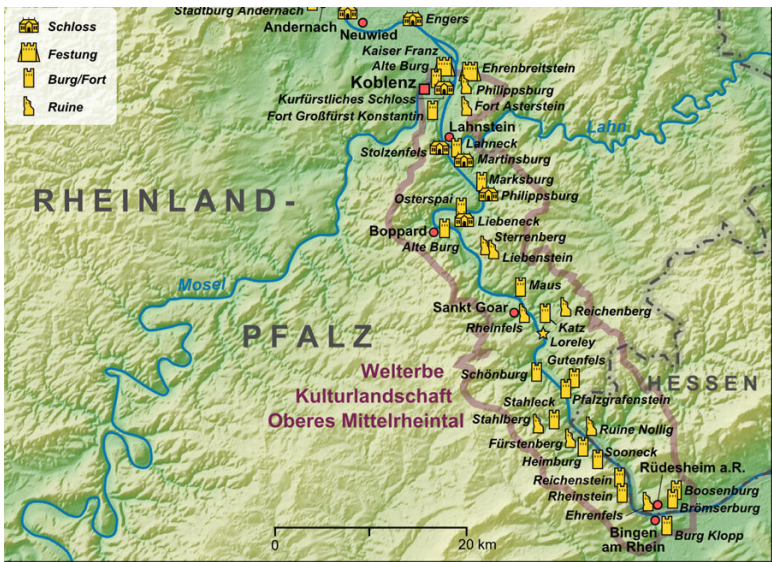 Schloss
Festung
Burg/Fort
Ruine
Stadtburg Andernach
Andernach
Neuwied
Engers
Kaiser Franz
Alte Burg
Ehrenbreitstein
Koblenz
Philippsburg
Kurfürstliches Schloss
Fort Asterstein
Fort Großfürst Konstantin
Lahnstein
Lahn
Lahneck
Stolzenfels
Martinsburg
Marksburg
Philippsburg
RHEINLAND-
Osterspai
Liebeneck
Boppard
Alte Burg
Sterrenberg
Liebenstein
Mosel
Maus
Sankt Goar
Reichenberg
Rheinfels
Katz
Loreley
PFALZ
Gutenfels
Welterbe
Kulturlandschaft
Oberes Mittelrheintal
Schönburg
HESSEN
Pfalzgrafenstein
Stahleck
Stahlberg
Ruine Nollig
Fürstenberg
Sooneck
Heimburg
Rüdesheim a.R.
Reichenstein
Boosenburg
Rheinstein
Brömserburg
Ehrenfels
Bingen
am Rhein
Burg Klopp
0
20 km